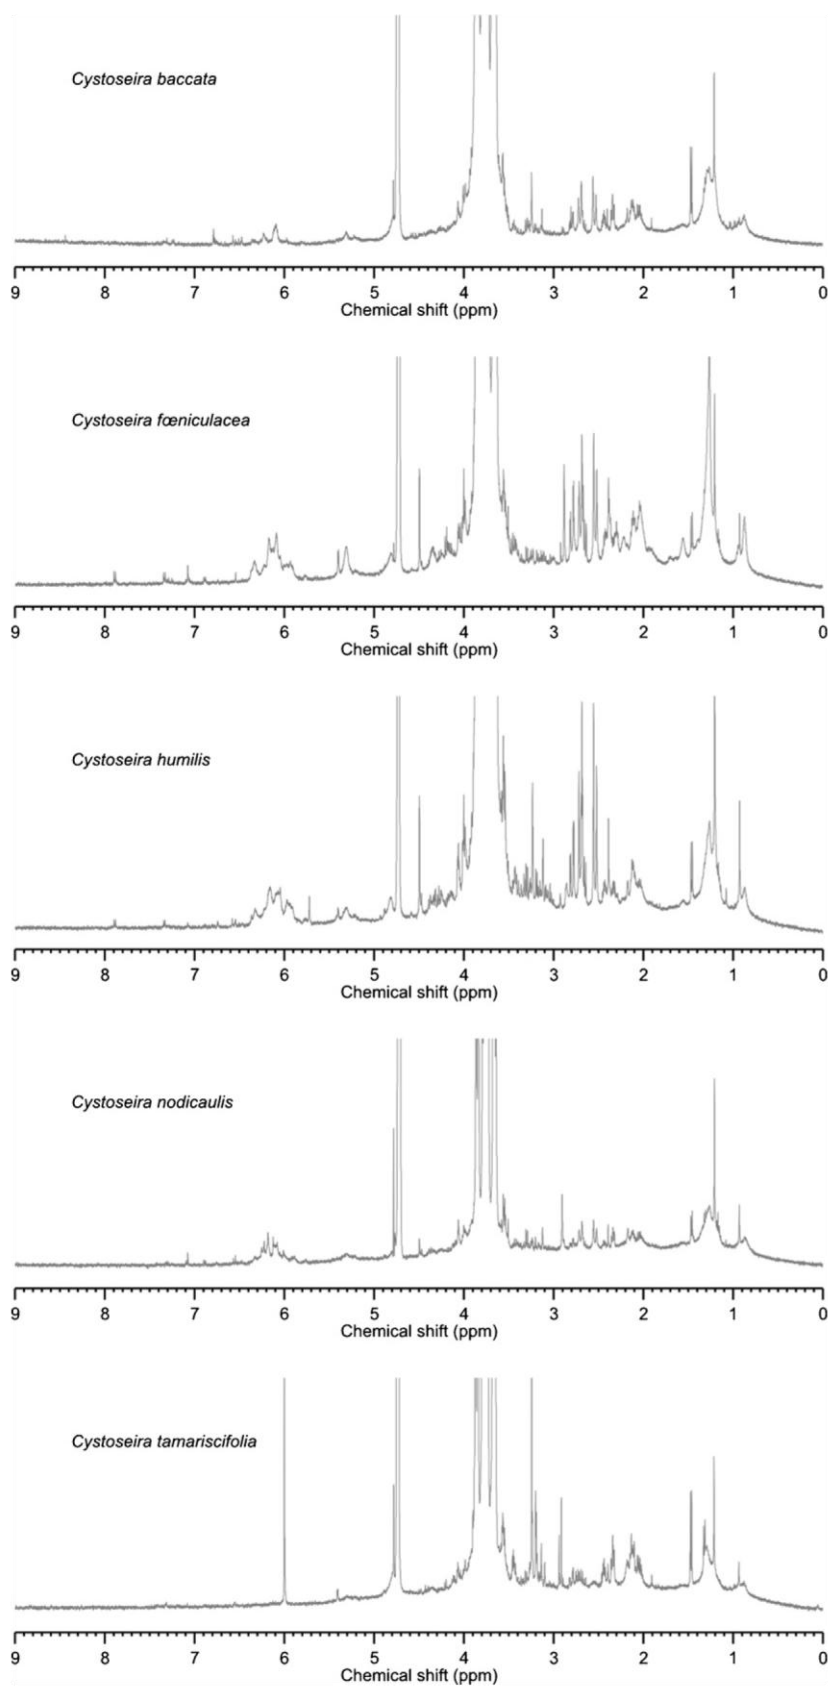 Cystoseira baccata
9 8 7 6 5 4 3 2 1 0
Chemical shift (ppm)
Cystoseira fœniculacea
9 8 7 6 5 4 3 2 1 0
Chemical shift (ppm)
Cystoseira humilis
9 8 7 6 5 4 3 2 1 0
Chemical shift (ppm)
Cystoseira nodicaulis
9 8 7 6 5 4 3 2 1 0
Chemical shift (ppm)
Cystoseira tamariscifolia
9 8 7 6 5 4 3 2 1 0
Chemical shift (ppm)